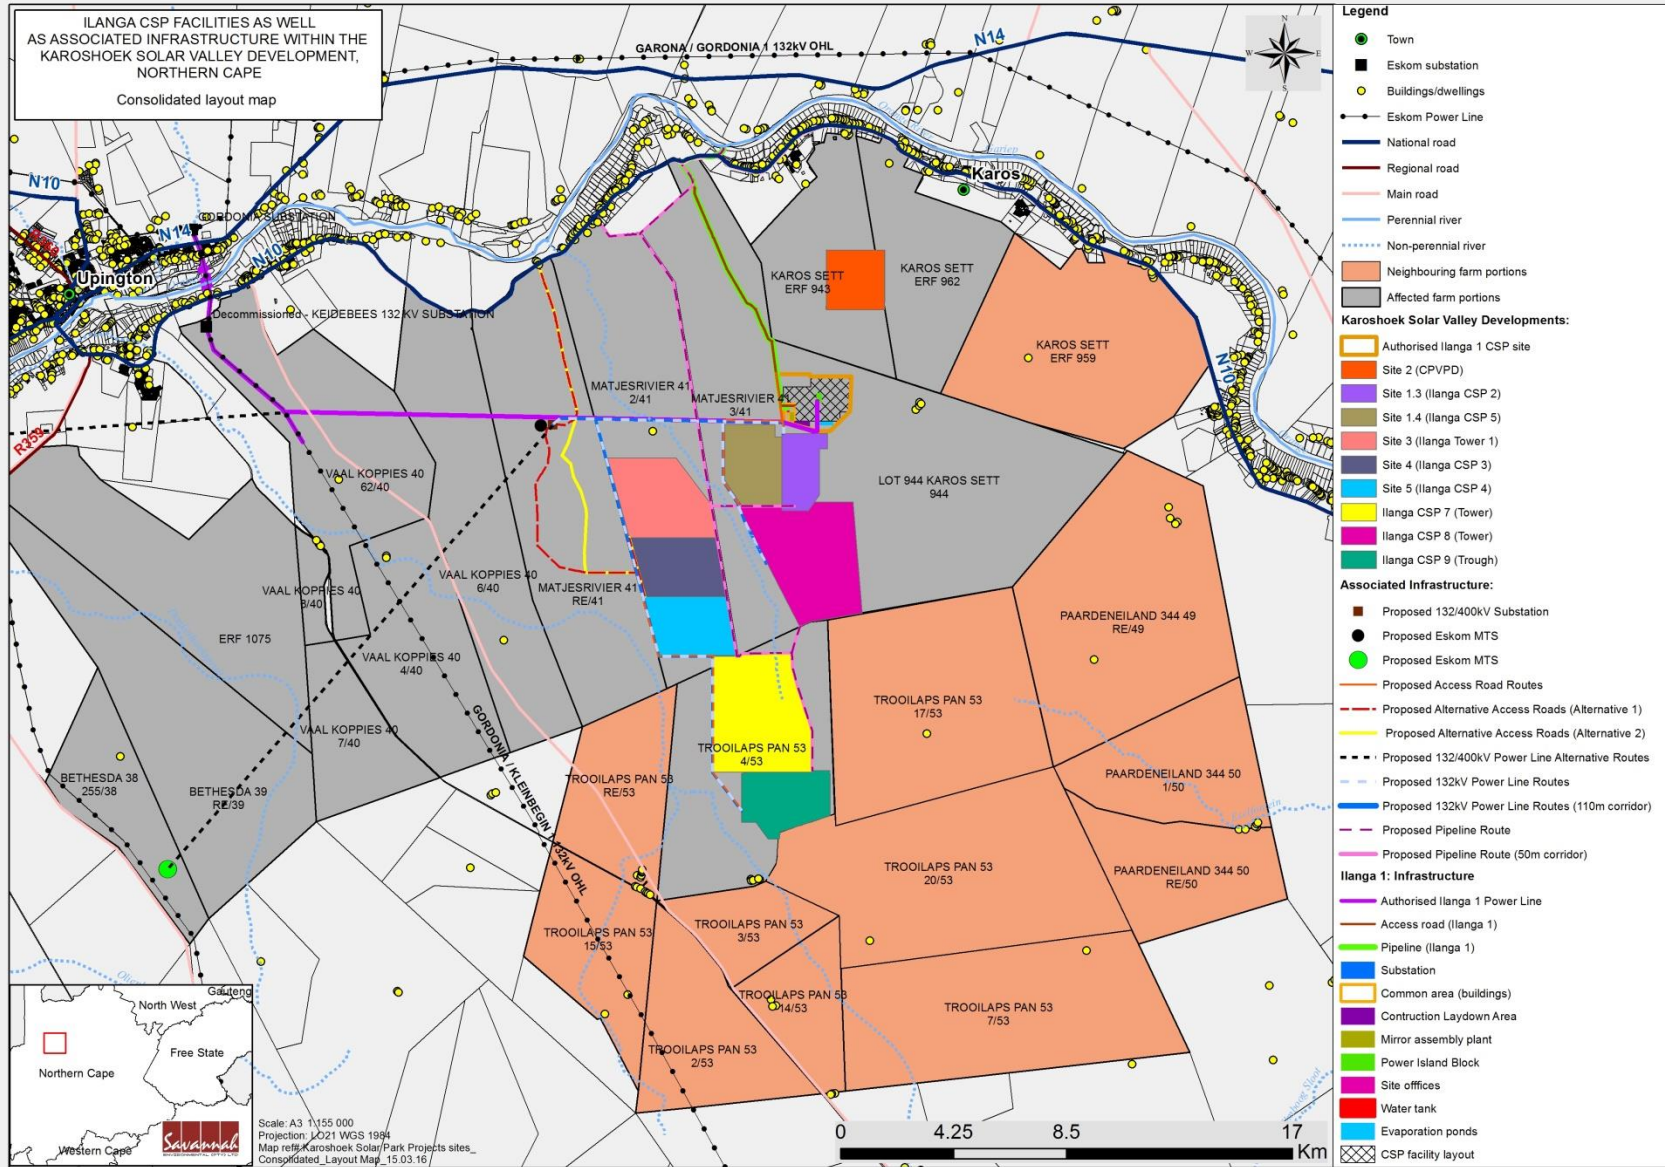 ILANGA CSP FACILITIES AS WELL
AS ASSOCIATED INFRASTRUCTURE WITHIN THE
KAROSHOEK SOLAR VALLEY DEVELOPMENT,
NORTHERN CAPE
Consolidated layout map
GARONA / GORDONIA 1 132kV OHL
N14
N
W
E
S
Gariep
Karos
N10
GORDONIA SUBSTATION
N14
N10
Upington
Decommissioned - KEIDEBEES 132 KV SUBSTATION
KAROS SETT
ERF 943
KAROS SETT
ERF 962
KAROS SETT
ERF 959
N10
MATJESRIVIER 41
2/41
MATJESRIVIER 41
3/41
R359
VAAL KOPPIES 40
62/40
LOT 944 KAROS SETT
944
VAAL KOPPIES 40
6/40
VAAL KOPPIES 40
8/40
MATJESRIVIER 41
RE/41
ERF 1075
VAAL KOPPIES 40
4/40
PAARDENEILAND 344 49
RE/49
TROOILAPS PAN 53
17/53
VAAL KOPPIES 40
7/40
GORDONIA / KLEINBEGIN 1 132kV OHL
TROOILAPS PAN 53
4/53
BETHESDA 38
255/38
BETHESDA 39
RE/39
TROOILAPS PAN 53
RE/53
PAARDENEILAND 344 50
1/50
TROOILAPS PAN 53
20/53
PAARDENEILAND 344 50
RE/50
TROOILAPS PAN 53
15/53
TROOILAPS PAN 53
3/53
TROOILAPS PAN 53
14/53
TROOILAPS PAN 53
7/53
TROOILAPS PAN 53
2/53
Gauteng
North West
Free State
Northern Cape
Western Cape
Savannah
ENVIRONMENTAL (PTY) LTD
Scale: A3 1:155 000
Projection: LO21 WGS 1984
Map ref#:Karoshoek Solar Park Projects sites_
Consolidated_Layout Map_15.03.16
0 4.25 8.5 17
Km
Legend
Town
Eskom substation
Buildings/dwellings
Eskom Power Line
National road
Regional road
Main road
Perennial river
Non-perennial river
Neighbouring farm portions
Affected farm portions
Karoshoek Solar Valley Developments:
Authorised Ilanga 1 CSP site
Site 2 (CPVPD)
Site 1.3 (Ilanga CSP 2)
Site 1.4 (Ilanga CSP 5)
Site 3 (Ilanga Tower 1)
Site 4 (Ilanga CSP 3)
Site 5 (Ilanga CSP 4)
Ilanga CSP 7 (Tower)
Ilanga CSP 8 (Tower)
Ilanga CSP 9 (Trough)
Associated Infrastructure:
Proposed 132/400kV Substation
Proposed Eskom MTS
Proposed Eskom MTS
Proposed Access Road Routes
Proposed Alternative Access Roads (Alternative 1)
Proposed Alternative Access Roads (Alternative 2)
Proposed 132/400kV Power Line Alternative Routes
Proposed 132kV Power Line Routes
Proposed 132kV Power Line Routes (110m corridor)
Proposed Pipeline Route
Proposed Pipeline Route (50m corridor)
Ilanga 1: Infrastructure
Authorised Ilanga 1 Power Line
Access road (Ilanga 1)
Pipeline (Ilanga 1)
Substation
Common area (buildings)
Contruction Laydown Area
Mirror assembly plant
Power Island Block
Site offfices
Water tank
Evaporation ponds
CSP facility layout